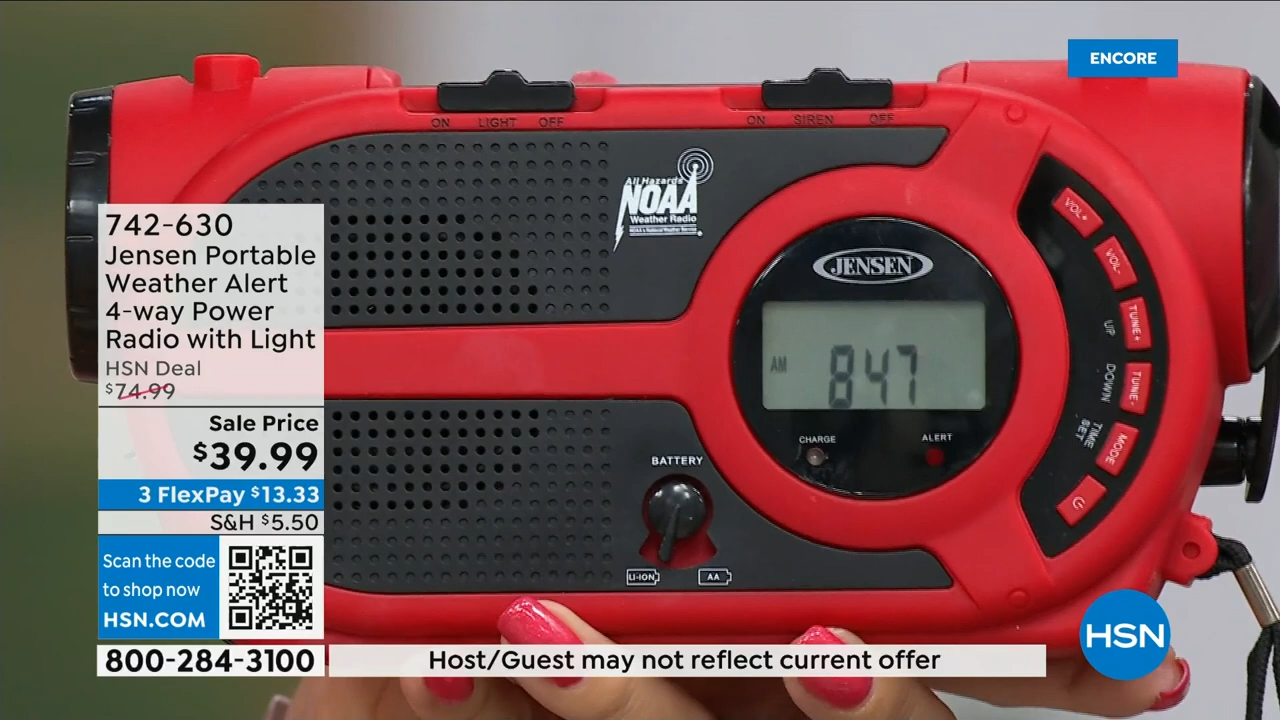 ENCORE
ON LIGHT OFF
ON SIREN OFF
All Hazards
NOAA
Weather Radio
VOL+
VOL-
TUNE+
UP
TUNE-
DOWN
MODE
TIME SET
JENSEN
AM 847
CHARGE
ALERT
BATTERY
LI-ION
AA
742-630
Jensen Portable
Weather Alert
4-way Power
Radio with Light
HSN Deal
$74.99
Sale Price
$39.99
3 FlexPay $13.33
S&H $5.50
Scan the code
to shop now
HSN.COM
800-284-3100
Host/Guest may not reflect current offer
HSN